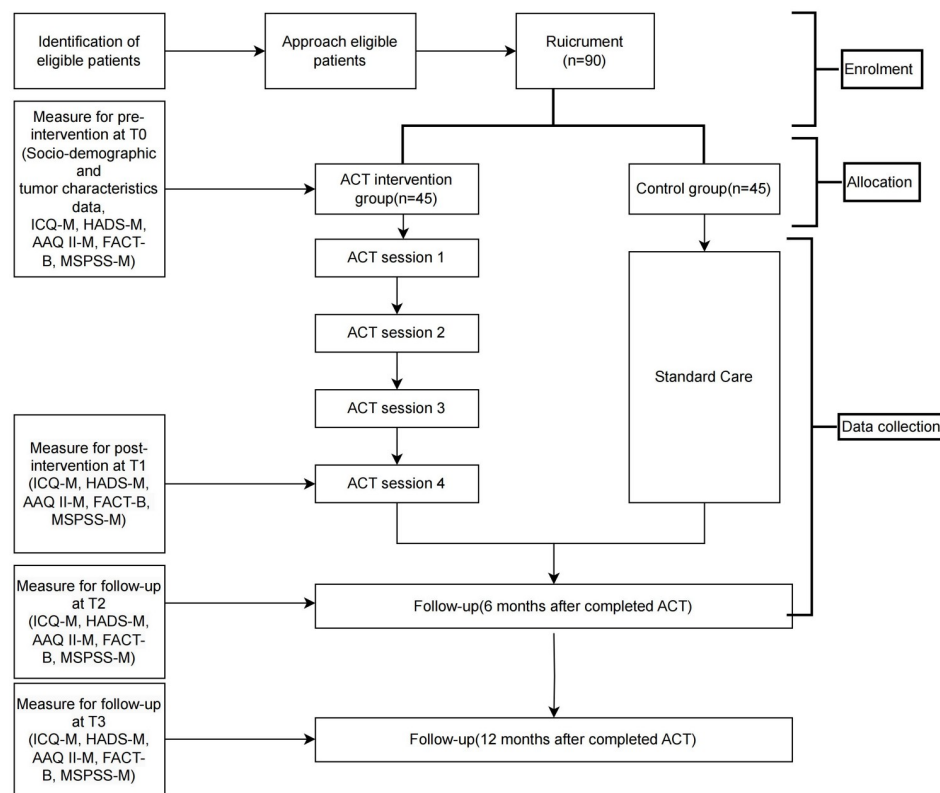 Identification of
eligible patients
Approach eligible
patients
Ruicrument
(n=90)
Enrolment
Measure for pre-
intervention at T0
(Socio-demographic
and
tumor characteristics
data,
ICQ-M, HADS-M,
AAQ II-M, FACT-
B, MSPSS-M)
ACT intervention
group(n=45)
Control group(n=45)
Allocation
ACT session 1
ACT session 2
ACT session 3
Standard Care
Data collection
Measure for post-
intervention at T1
(ICQ-M, HADS-M,
AAQ II-M, FACT-B,
MSPSS-M)
ACT session 4
Measure for follow-up
at T2
(ICQ-M, HADS-M,
AAQ II-M, FACT-
B, MSPSS-M)
Follow-up(6 months after completed ACT)
Measure for follow-up
at T3
(ICQ-M, HADS-M,
AAQ II-M, FACT-
B, MSPSS-M)
Follow-up(12 months after completed ACT)